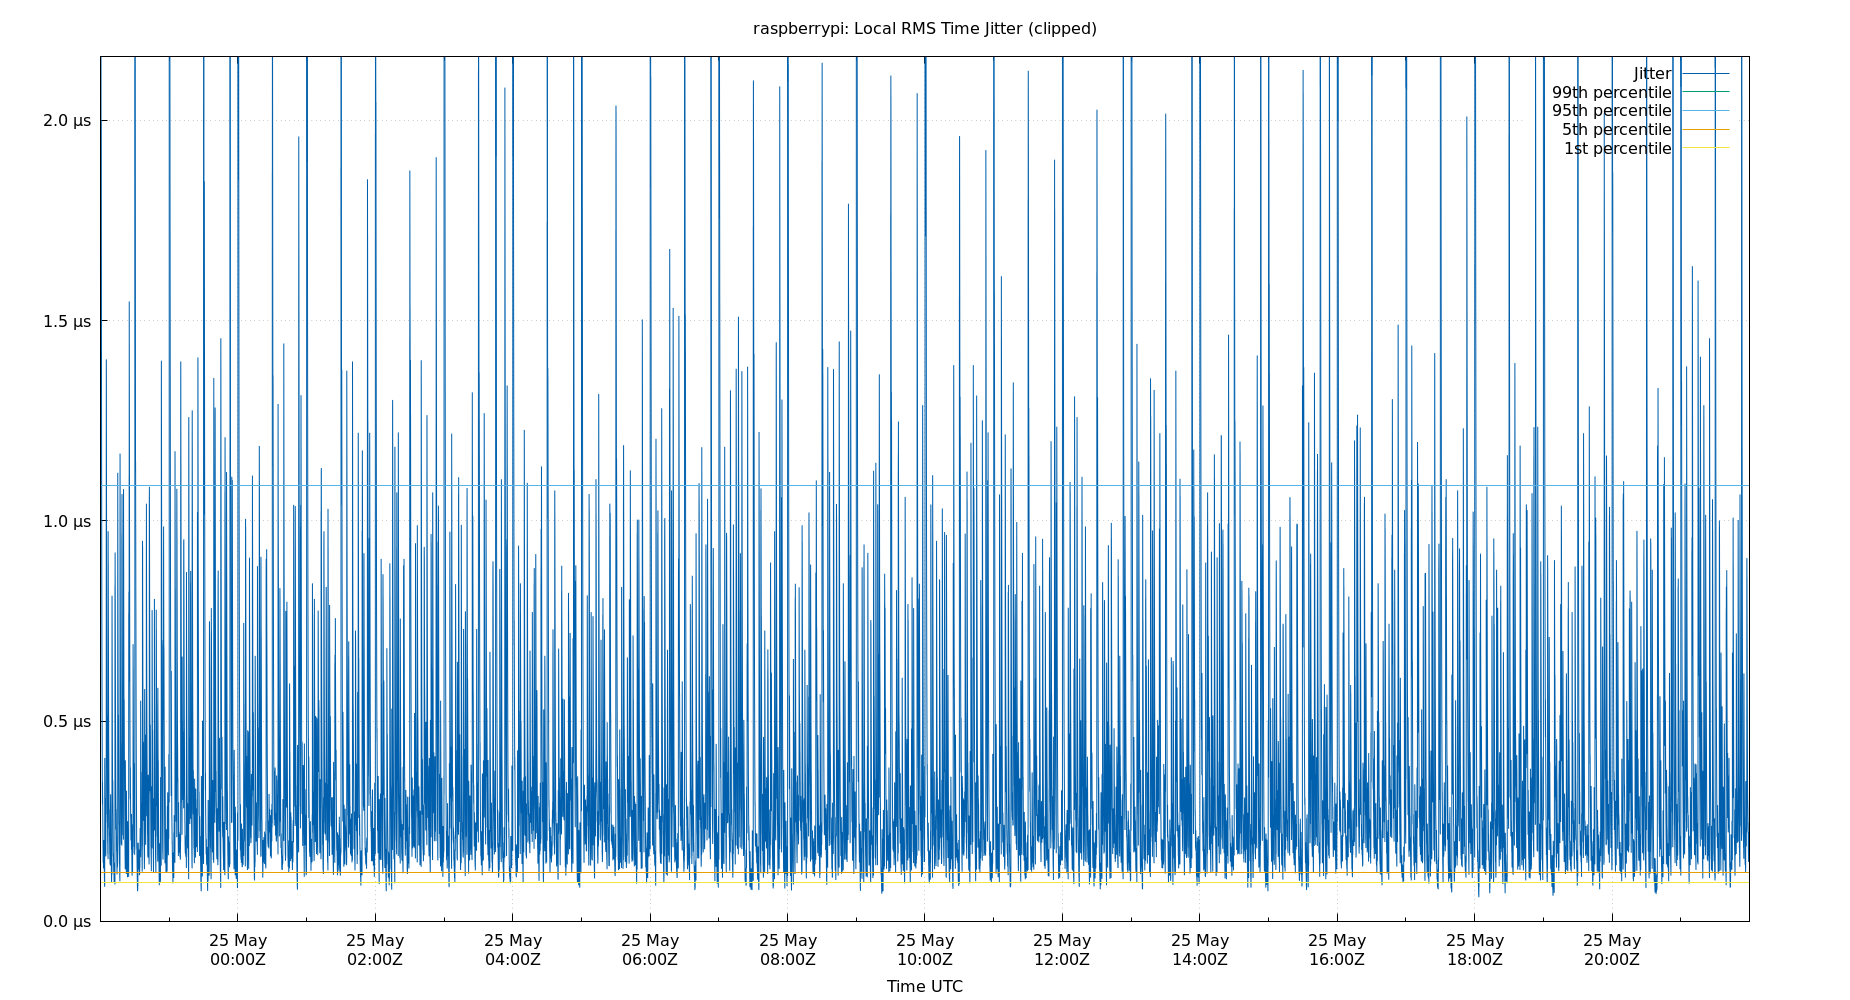 raspberrypi: Local RMS Time Jitter (clipped)
Jitter
99th percentile
95th percentile
5th percentile
1st percentile
2.0 µs
1.5 µs
1.0 µs
0.5 µs
0.0 µs
25 May 25 May 25 May 25 May 25 May 25 May 25 May 25 May 25 May 25 May 25 May
00:00Z 02:00Z 04:00Z 06:00Z 08:00Z 10:00Z 12:00Z 14:00Z 16:00Z 18:00Z 20:00Z
Time UTC